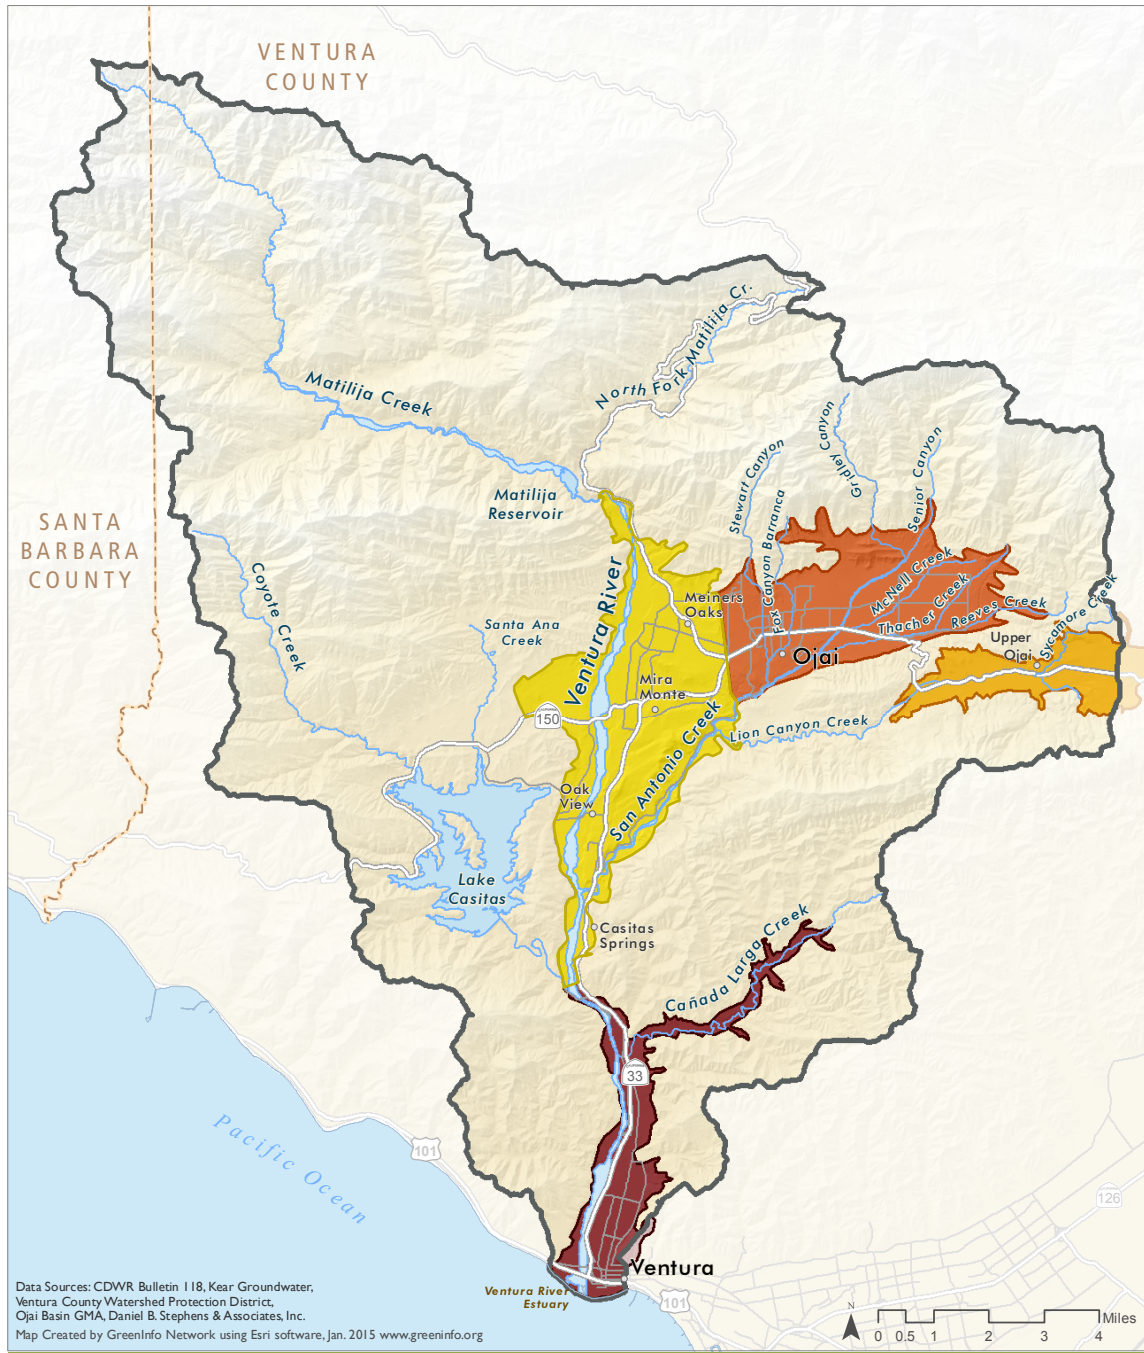 VENTURA
COUNTY
North Fork Matilija Cr.
Matilija Creek
Gridley Canyon
Senior Canyon
Stewart Canyon
Matilija
Reservoir
Fox Canyon Barranca
SANTA
BARBARA
COUNTY
Coyote Creek
Ventura River
McNell Creek
Thacher Creek
Reeves Creek
Sycamore Creek
Meiners
Oaks
Santa Ana
Creek
Upper
Ojai
Ojai
Mira
Monte
CALIFORNIA
150
Lion Canyon Creek
San Antonio Creek
Oak
View
Lake
Casitas
Casitas
Springs
Cañada Larga Creek
CALIFORNIA
33
Pacific Ocean
101
126
Ventura
Ventura River
Estuary
101
Data Sources: CDWR Bulletin 118, Kear Groundwater,
Ventura County Watershed Protection District,
Ojai Basin GMA, Daniel B. Stephens & Associates, Inc.
Map Created by GreenInfo Network using Esri software, Jan. 2015 www.greeninfo.org
N
Miles
0 0.5 1 2 3 4